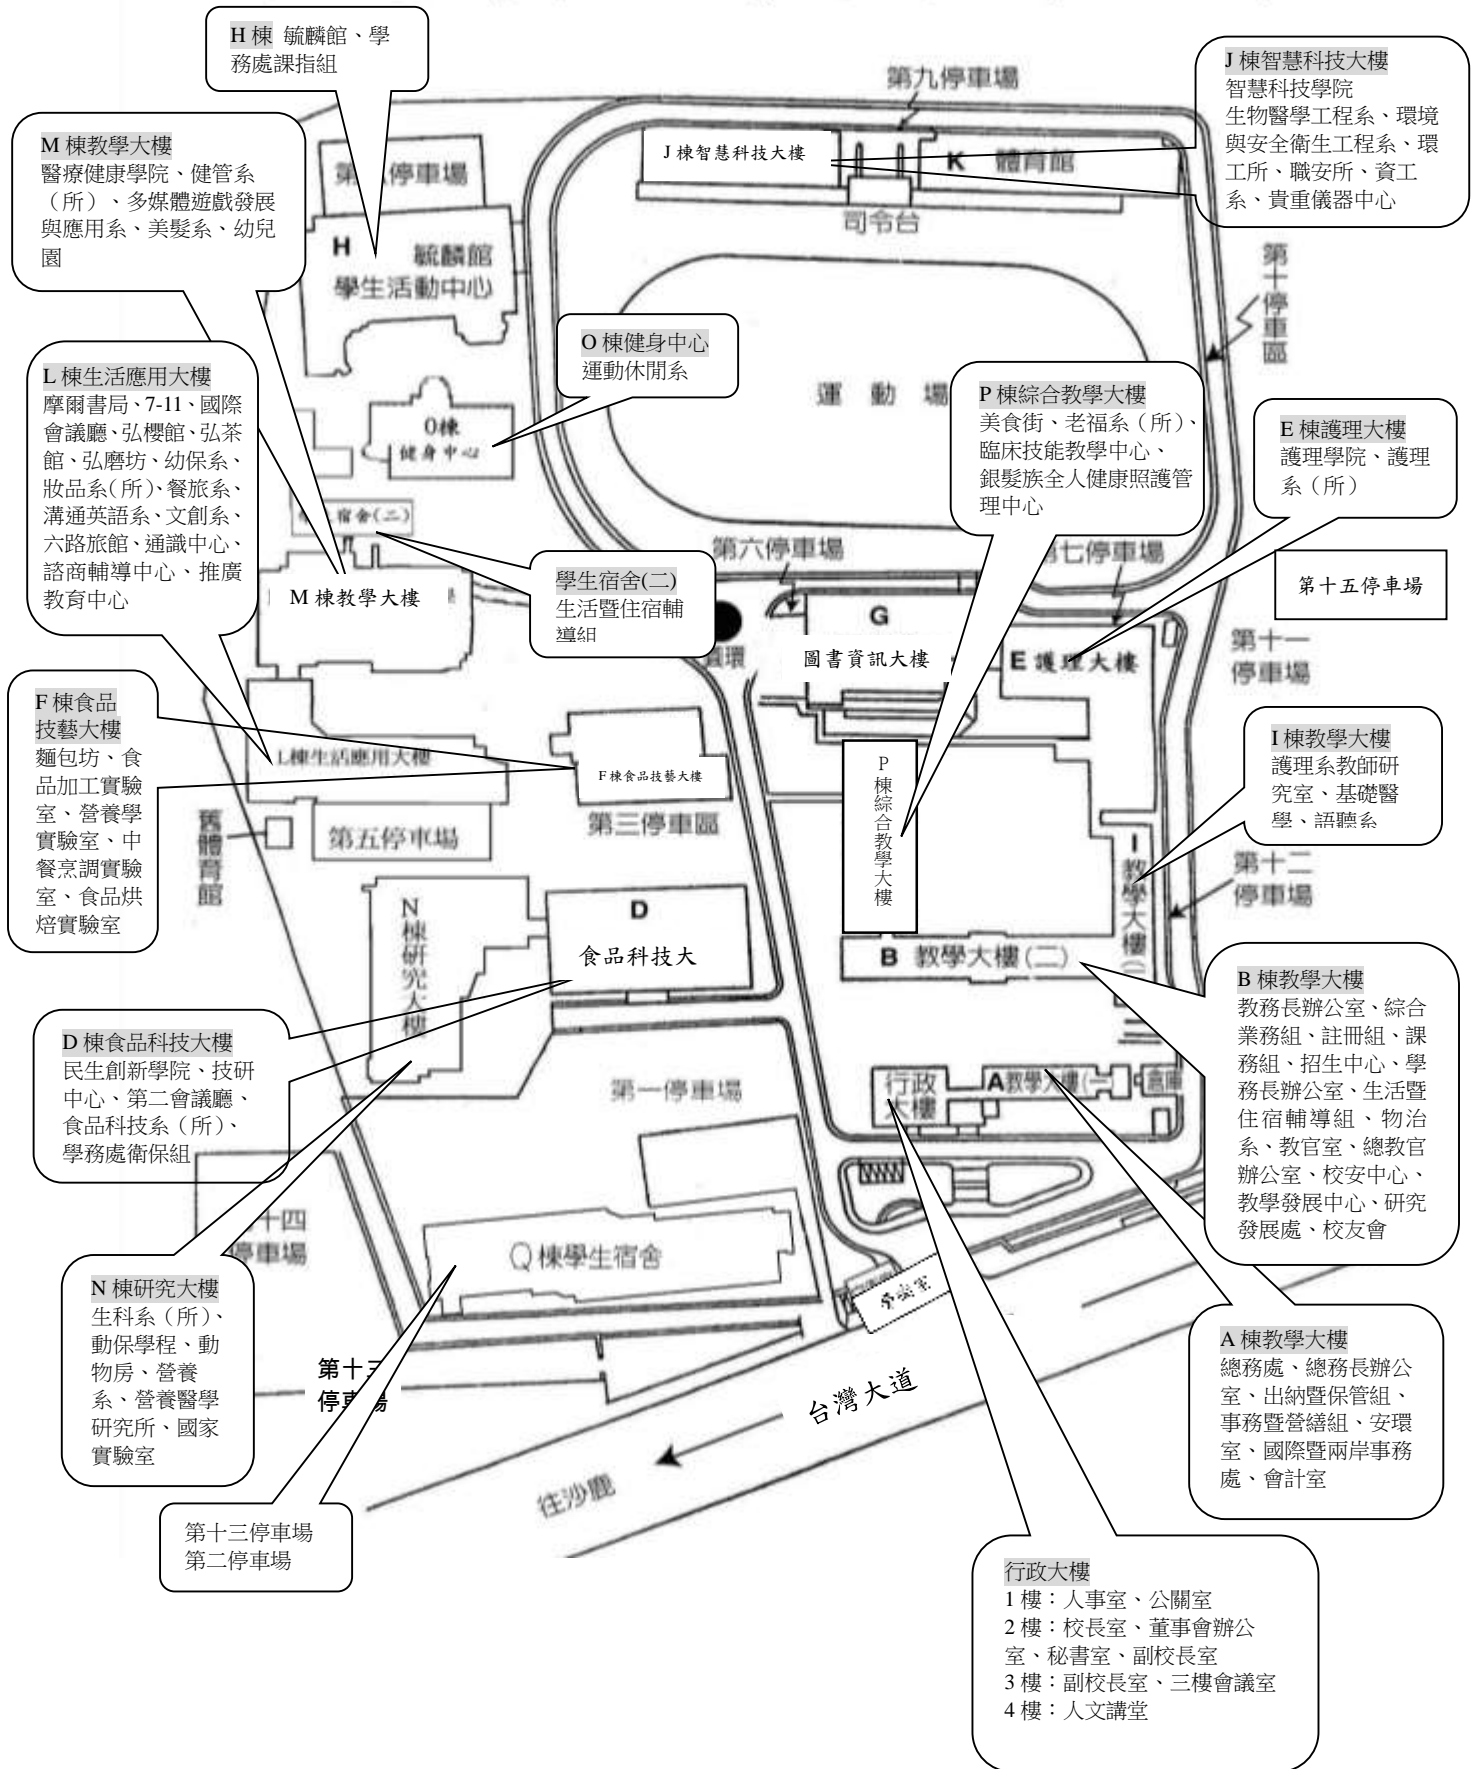 H 棟 毓麟館、學
務處課指組
J 棟智慧科技大樓
智慧科技學院
生物醫學工程系、環境
與安全衛生工程系、環
工所、職安所、資工
系、貴重儀器中心
第九停車場
M 棟教學大樓
醫療健康學院、健管系
（所）、多媒體遊戲發展
與應用系、美髮系、幼兒
園
停車場
J 棟智慧科技大樓
K 體育館
司令台
H 毓麟館
學生活動中心
第十停車區
O 棟健身中心
運動休閒系
L 棟生活應用大樓
摩爾書局、7-11、國際
會議廳、弘櫻館、弘茶
館、弘磨坊、幼保系、
妝品系（所）、餐旅系、
溝通英語系、文創系、
六路旅館、通識中心、
諮商輔導中心、推廣
教育中心
運動場
P 棟綜合教學大樓
美食街、老福系（所）、
臨床技能教學中心、
銀髮族全人健康照護管
理中心
E 棟護理大樓
護理學院、護理
系（所）
O棟
健身中心
宿舍(二)
第六停車場
七停車場
學生宿舍(二)
生活暨住宿輔
導組
第十五停車場
M 棟教學大樓
G
圖書資訊大樓
圓環
E 護理大樓
第十一
停車場
F 棟食品
技藝大樓
麵包坊、食
品加工實驗
室、營養學
實驗室、中
餐烹調實驗
室、食品烘
焙實驗室
L棟生活應用大樓
F 棟食品技藝大樓
P棟綜合教學大樓
I 棟教學大樓
護理系教師研
究室、基礎醫
學、語聽系
舊體育館
第五停車場
第三停車區
I 教學大樓(
第十二
停車場
N棟研究大樓
D
食品科技大
B 教學大樓(二)
B 棟教學大樓
教務長辦公室、綜合
業務組、註冊組、課
務組、招生中心、學
務長辦公室、生活暨
住宿輔導組、物治
系、教官室、總教官
辦公室、校安中心、
教學發展中心、研究
發展處、校友會
D 棟食品科技大樓
民生創新學院、技研
中心、第二會議廳、
食品科技系（所）、
學務處衛保組
第一停車場
行政
大樓
A教學大樓(一)
倉庫
十四
停車場
Q棟學生宿舍
N 棟研究大樓
生科系（所）、
動保學程、動
物房、營養
系、營養醫學
研究所、國家
實驗室
第十三
停車場
台灣大道
往沙鹿
A 棟教學大樓
總務處、總務長辦公
室、出納暨保管組、
事務暨營繕組、安環
室、國際暨兩岸事務
處、會計室
第十三停車場
第二停車場
行政大樓
1 樓：人事室、公關室
2 樓：校長室、董事會辦公
室、秘書室、副校長室
3 樓：副校長室、三樓會議室
4 樓：人文講堂